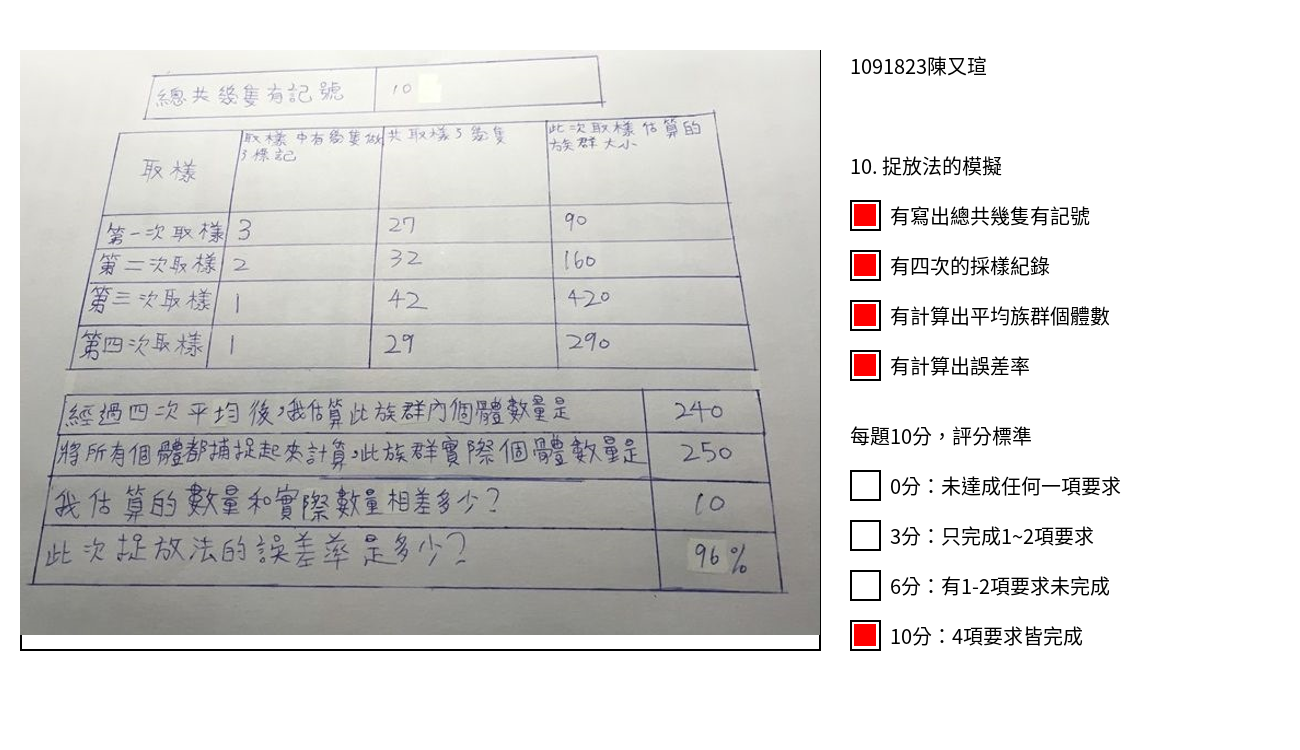 總共幾隻有記號 10
取樣 取樣中有幾隻做了標記 共取樣了幾隻 此次取樣估算的族群大小
第一次取樣 3 27 90
第二次取樣 2 32 160
第三次取樣 1 42 420
第四次取樣 1 29 290
經過四次平均後,我估算此族群內個體數量是 240
將所有個體都捕捉起來計算,此族群實際個體數量是 250
我估算的數量和實際數量相差多少? 10
此次捉放法的誤差率是多少? 96%
1091823陳又瑄
10. 捉放法的模擬
有寫出總共幾隻有記號
有四次的採樣紀錄
有計算出平均族群個體數
有計算出誤差率
每題10分，評分標準
0分：未達成任何一項要求
3分：只完成1~2項要求
6分：有1-2項要求未完成
10分：4項要求皆完成